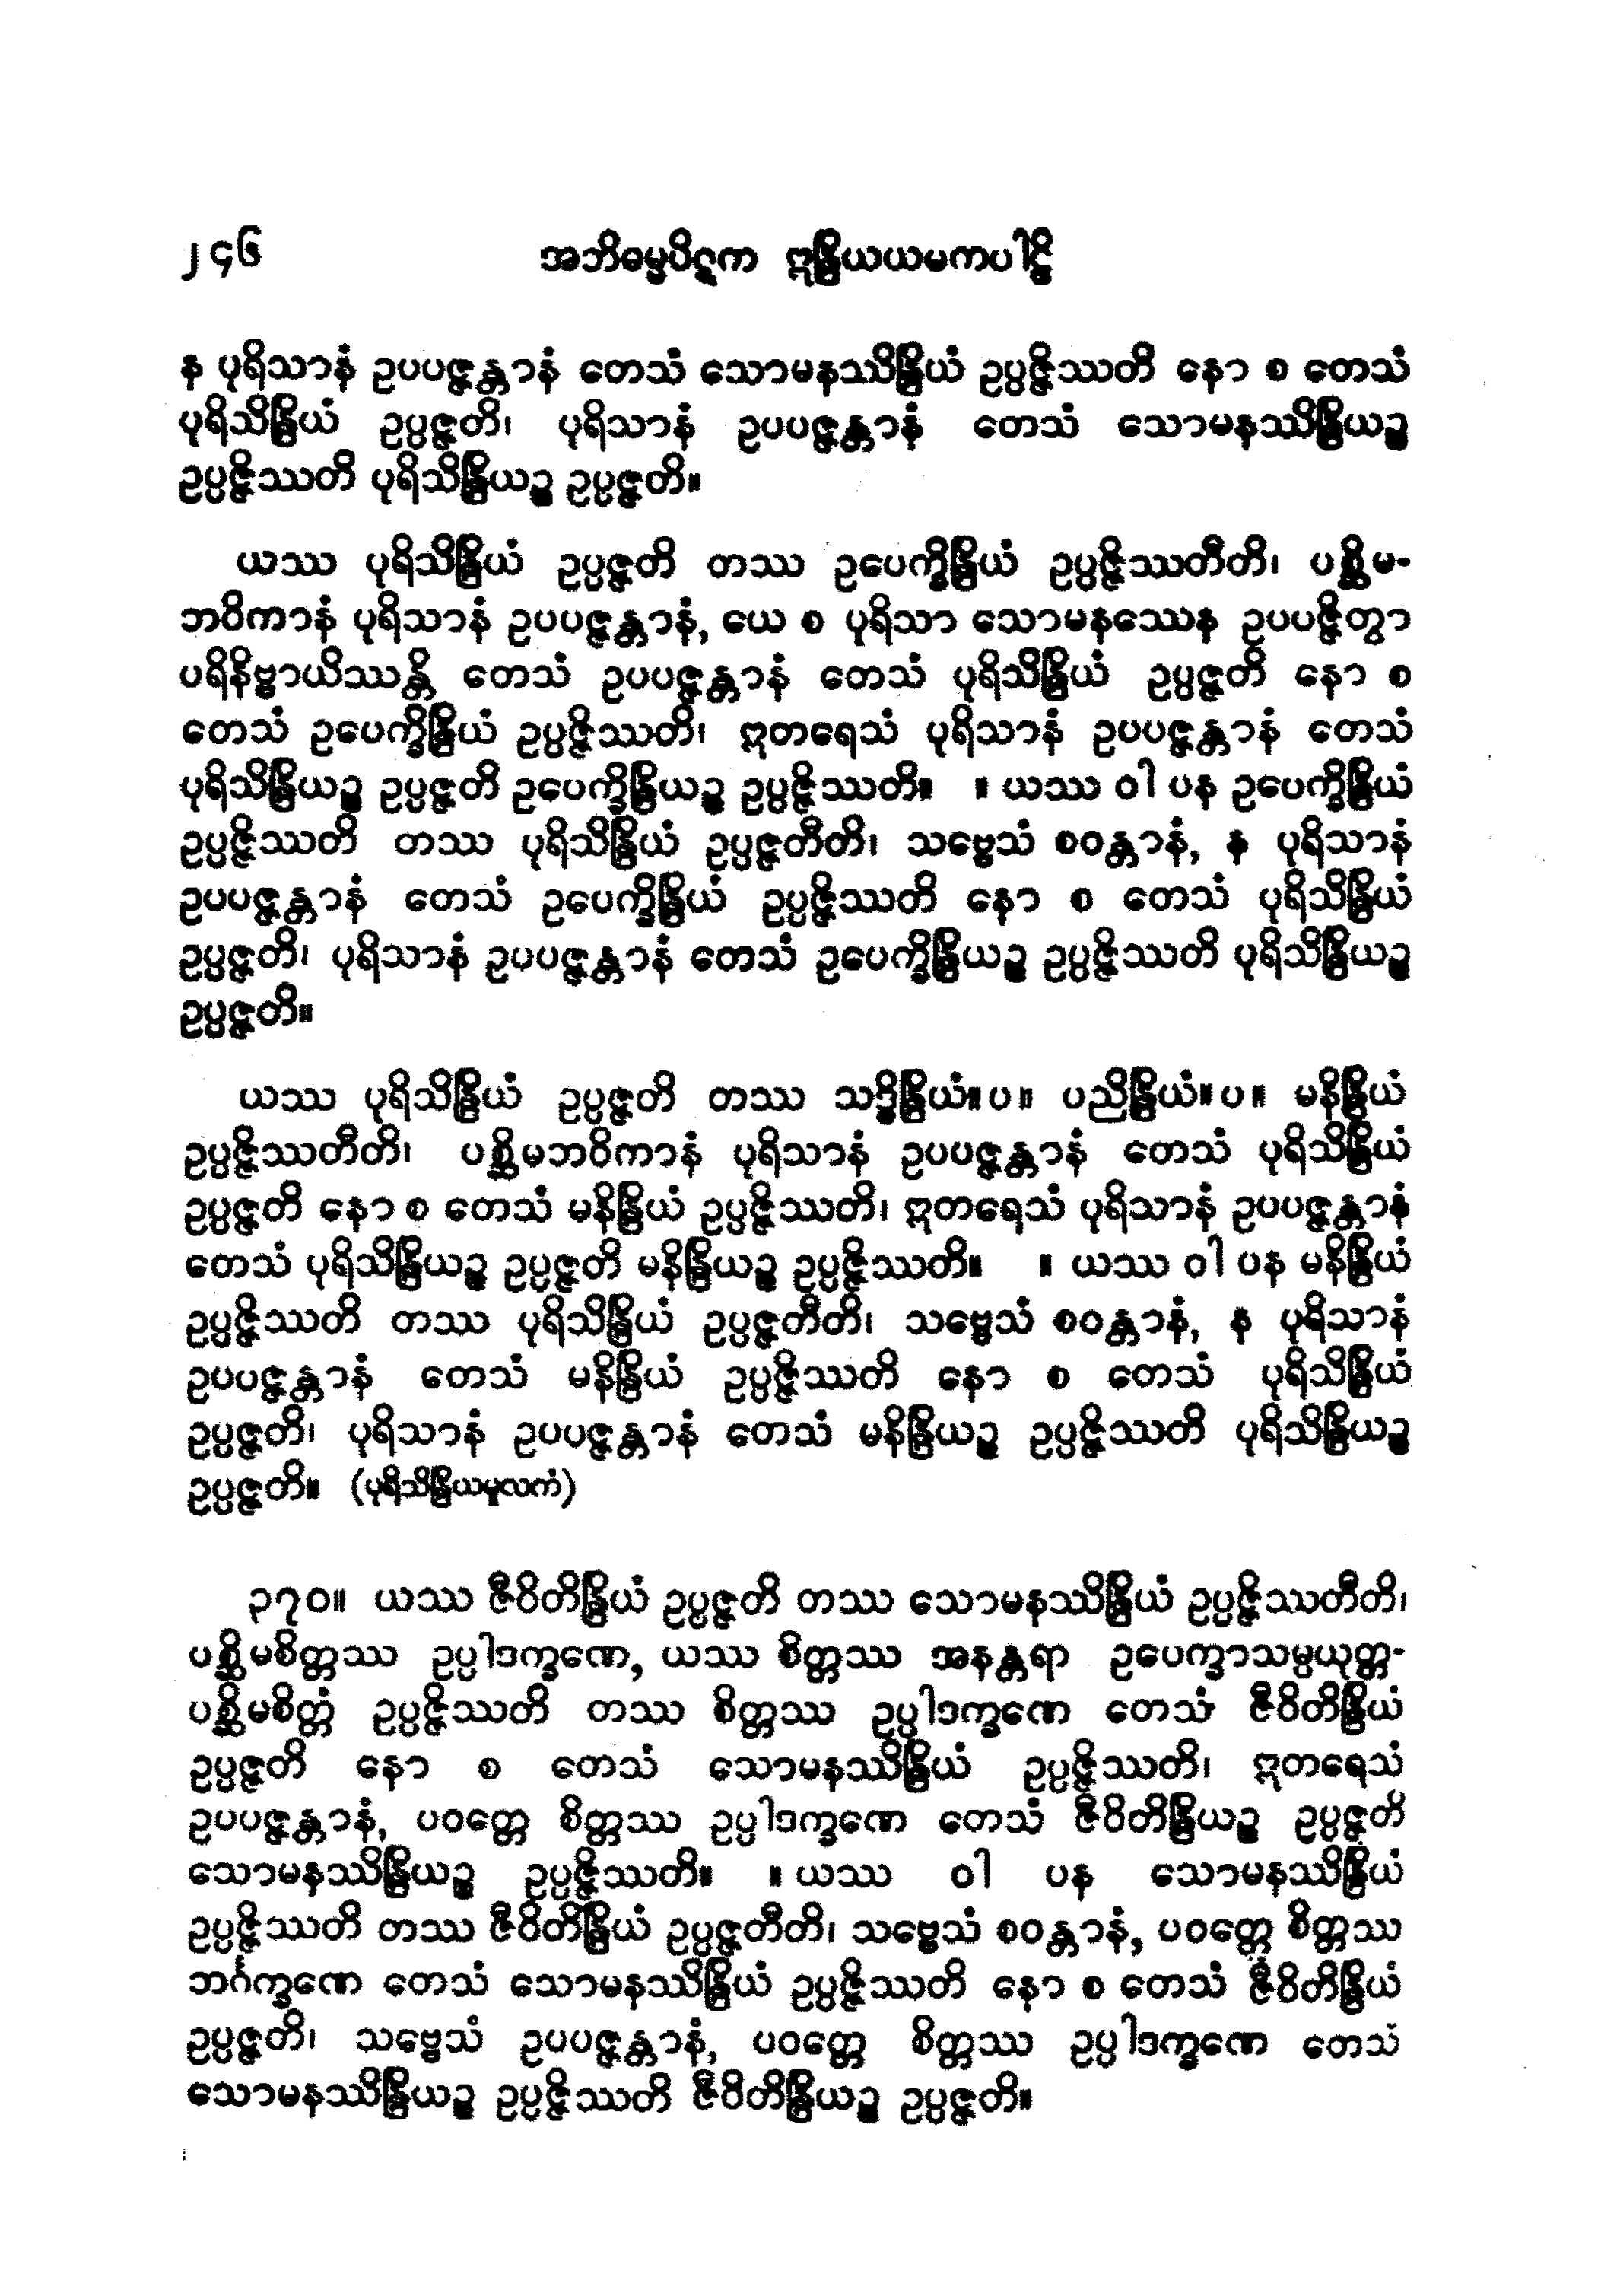 ၂၄၆ အဘိဓမ္မပိဋက ဣန္ဒြိယယမကပါဠိ
န ပုရိသာနံ ဥပပဇ္ဇန္တာနံ တေသံ သောမနဿိန္ဒြိယံ ဥပ္ပဇ္ဇိဿတိ နော စ တေသံ
ပုရိသိန္ဒြိယံ ဥပ္ပဇ္ဇတိ၊ ပုရိသာနံ ဥပပဇ္ဇန္တာနံ တေသံ သောမနဿိန္ဒြိယဉ္စ
ဥပ္ပဇ္ဇိဿတိ ပုရိသိန္ဒြိယဉ္စ ဥပ္ပဇ္ဇတိ။
ယဿ ပုရိသိန္ဒြိယံ ဥပ္ပဇ္ဇတိ တဿ ဥပေက္ခိန္ဒြိယံ ဥပ္ပဇ္ဇိဿတီတိ၊ ပစ္ဆိမ-
ဘဝိကာနံ ပုရိသာနံ ဥပပဇ္ဇန္တာနံ, ယေ စ ပုရိသာ သောမနဿေန ဥပပဇ္ဇိတွာ
ပရိနိဗ္ဗာယိဿန္တိ တေသံ ဥပပဇ္ဇန္တာနံ တေသံ ပုရိသိန္ဒြိယံ ဥပ္ပဇ္ဇတိ နော စ
တေသံ ဥပေက္ခိန္ဒြိယံ ဥပ္ပဇ္ဇိဿတိ၊ ဣတရေသံ ပုရိသာနံ ဥပပဇ္ဇန္တာနံ တေသံ
ပုရိသိန္ဒြိယဉ္စ ဥပ္ပဇ္ဇတိ ဥပေက္ခိန္ဒြိယဉ္စ ဥပ္ပဇ္ဇိဿတိ။ ။ ယဿ ဝါ ပန ဥပေက္ခိန္ဒြိယံ
ဥပ္ပဇ္ဇိဿတိ တဿ ပုရိသိန္ဒြိယံ ဥပ္ပဇ္ဇတီတိ၊ သဗ္ဗေသံ စဝန္တာနံ, န ပုရိသာနံ
ဥပပဇ္ဇန္တာနံ တေသံ ဥပေက္ခိန္ဒြိယံ ဥပ္ပဇ္ဇိဿတိ နော စ တေသံ ပုရိသိန္ဒြိယံ
ဥပ္ပဇ္ဇတိ၊ ပုရိသာနံ ဥပပဇ္ဇန္တာနံ တေသံ ဥပေက္ခိန္ဒြိယဉ္စ ဥပ္ပဇ္ဇိဿတိ ပုရိသိန္ဒြိယဉ္စ
ဥပ္ပဇ္ဇတိ။
ယဿ ပုရိသိန္ဒြိယံ ဥပ္ပဇ္ဇတိ တဿ သဒ္ဓိန္ဒြိယံ။ပ။ ပညိန္ဒြိယံ။ပ။ မနိန္ဒြိယံ
ဥပ္ပဇ္ဇိဿတီတိ၊ ပစ္ဆိမဘဝိကာနံ ပုရိသာနံ ဥပပဇ္ဇန္တာနံ တေသံ ပုရိသိန္ဒြိယံ
ဥပ္ပဇ္ဇတိ နော စ တေသံ မနိန္ဒြိယံ ဥပ္ပဇ္ဇိဿတိ၊ ဣတရေသံ ပုရိသာနံ ဥပပဇ္ဇန္တာနံ
တေသံ ပုရိသိန္ဒြိယဉ္စ ဥပ္ပဇ္ဇတိ မနိန္ဒြိယဉ္စ ဥပ္ပဇ္ဇိဿတိ။ ။ ယဿ ဝါ ပန မနိန္ဒြိယံ
ဥပ္ပဇ္ဇိဿတိ တဿ ပုရိသိန္ဒြိယံ ဥပ္ပဇ္ဇတီတိ၊ သဗ္ဗေသံ စဝန္တာနံ, န ပုရိသာနံ
ဥပပဇ္ဇန္တာနံ တေသံ မနိန္ဒြိယံ ဥပ္ပဇ္ဇိဿတိ နော စ တေသံ ပုရိသိန္ဒြိယံ
ဥပ္ပဇ္ဇတိ၊ ပုရိသာနံ ဥပပဇ္ဇန္တာနံ တေသံ မနိန္ဒြိယဉ္စ ဥပ္ပဇ္ဇိဿတိ ပုရိသိန္ဒြိယဉ္စ
ဥပ္ပဇ္ဇတိ။ (ပုရိသိန္ဒြိယမူလကံ)
၃၇၀။ ယဿ ဇီဝိတိန္ဒြိယံ ဥပ္ပဇ္ဇတိ တဿ သောမနဿိန္ဒြိယံ ဥပ္ပဇ္ဇိဿတီတိ၊
ပစ္ဆိမစိတ္တဿ ဥပ္ပါဒက္ခဏေ, ယဿ စိတ္တဿ အနန္တရာ ဥပေက္ခာသမ္ပယုတ္တ-
ပစ္ဆိမစိတ္တံ ဥပ္ပဇ္ဇိဿတိ တဿ စိတ္တဿ ဥပ္ပါဒက္ခဏေ တေသံ ဇီဝိတိန္ဒြိယံ
ဥပ္ပဇ္ဇတိ နော စ တေသံ သောမနဿိန္ဒြိယံ ဥပ္ပဇ္ဇိဿတိ၊ ဣတရေသံ
ဥပပဇ္ဇန္တာနံ, ပဝတ္တေ စိတ္တဿ ဥပ္ပါဒက္ခဏေ တေသံ ဇီဝိတိန္ဒြိယဉ္စ ဥပ္ပဇ္ဇတိ
သောမနဿိန္ဒြိယဉ္စ ဥပ္ပဇ္ဇိဿတိ။ ။ ယဿ ဝါ ပန သောမနဿိန္ဒြိယံ
ဥပ္ပဇ္ဇိဿတိ တဿ ဇီဝိတိန္ဒြိယံ ဥပ္ပဇ္ဇတီတိ၊ သဗ္ဗေသံ စဝန္တာနံ, ပဝတ္တေ စိတ္တဿ
ဘင်္ဂက္ခဏေ တေသံ သောမနဿိန္ဒြိယံ ဥပ္ပဇ္ဇိဿတိ နော စ တေသံ ဇီဝိတိန္ဒြိယံ
ဥပ္ပဇ္ဇတိ၊ သဗ္ဗေသံ ဥပပဇ္ဇန္တာနံ, ပဝတ္တေ စိတ္တဿ ဥပ္ပါဒက္ခဏေ တေသံ
သောမနဿိန္ဒြိယဉ္စ ဥပ္ပဇ္ဇိဿတိ ဇီဝိတိန္ဒြိယဉ္စ ဥပ္ပဇ္ဇတိ။